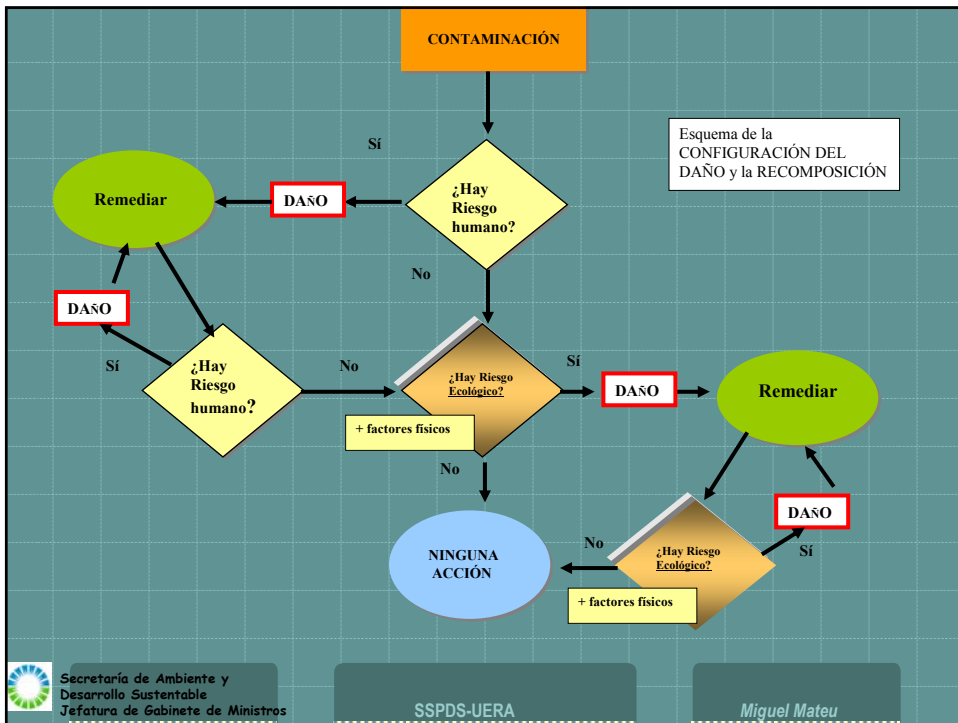 CONTAMINACIÓN
Esquema de la
CONFIGURACIÓN DEL
DAÑO y la RECOMPOSICIÓN
Sí
Remediar
DAÑO
¿Hay
Riesgo
humano?
No
DAÑO
Sí
¿Hay
Riesgo
humano?
No
¿Hay Riesgo
Ecológico?
+ factores físicos
Sí
DAÑO
Remediar
No
NINGUNA
ACCIÓN
No
¿Hay Riesgo
Ecológico?
+ factores físicos
DAÑO
Sí
Secretaría de Ambiente y
Desarrollo Sustentable
Jefatura de Gabinete de Ministros
SSPDS-UERA
Miguel Mateu